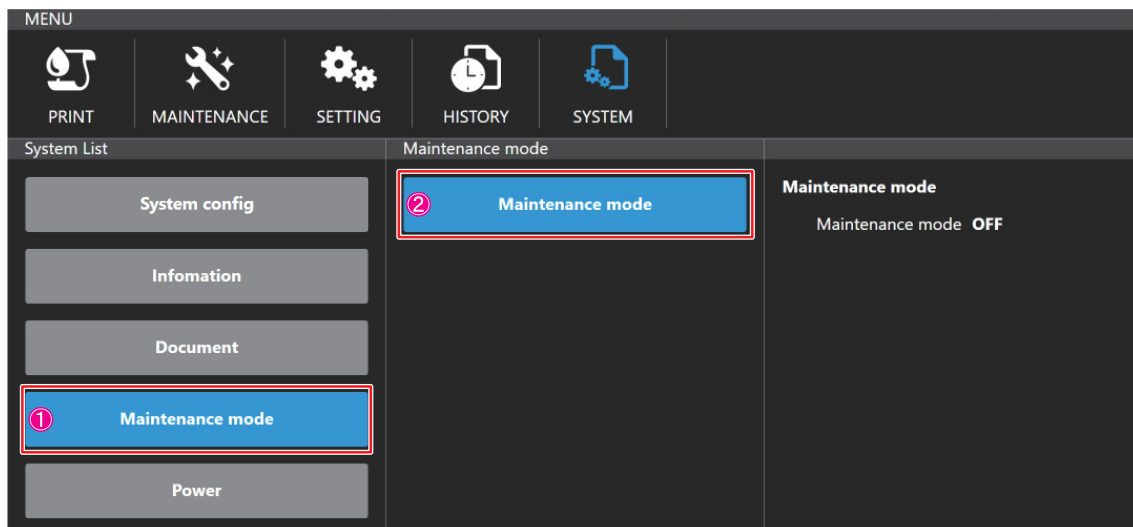 MENU
PRINT MAINTENANCE SETTING HISTORY SYSTEM
System List Maintenance mode
System config
Infomation
Document
① Maintenance mode
Power
② Maintenance mode
Maintenance mode
Maintenance mode OFF